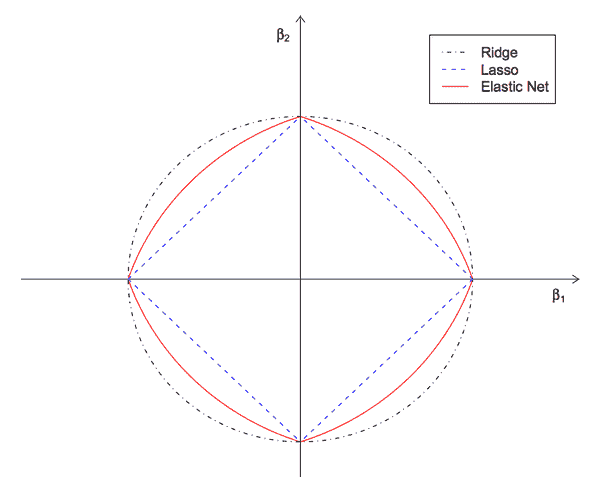 β₂
Ridge
Lasso
Elastic Net
β₁